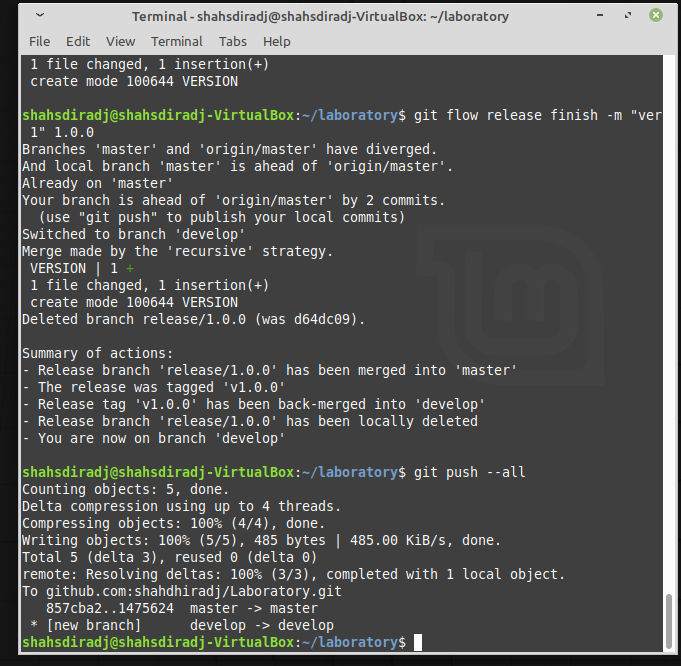 Terminal - shahsdiradj@shahsdiradj-VirtualBox: ~/laboratory
File Edit View Terminal Tabs Help
 1 file changed, 1 insertion(+)
 create mode 100644 VERSION
shahsdiradj@shahsdiradj-VirtualBox:~/laboratory$ git flow release finish -m "ver
 1" 1.0.0
Branches 'master' and 'origin/master' have diverged.
And local branch 'master' is ahead of 'origin/master'.
Already on 'master'
Your branch is ahead of 'origin/master' by 2 commits.
  (use "git push" to publish your local commits)
Switched to branch 'develop'
Merge made by the 'recursive' strategy.
 VERSION | 1 +
 1 file changed, 1 insertion(+)
 create mode 100644 VERSION
Deleted branch release/1.0.0 (was d64dc09).
Summary of actions:
- Release branch 'release/1.0.0' has been merged into 'master'
- The release was tagged 'v1.0.0'
- Release tag 'v1.0.0' has been back-merged into 'develop'
- Release branch 'release/1.0.0' has been locally deleted
- You are now on branch 'develop'
shahsdiradj@shahsdiradj-VirtualBox:~/laboratory$ git push --all
Counting objects: 5, done.
Delta compression using up to 4 threads.
Compressing objects: 100% (4/4), done.
Writing objects: 100% (5/5), 485 bytes | 485.00 KiB/s, done.
Total 5 (delta 3), reused 0 (delta 0)
remote: Resolving deltas: 100% (3/3), completed with 1 local object.
To github.com:shahdhiradj/Laboratory.git
   857cba2..1475624  master -> master
 * [new branch]      develop -> develop
shahsdiradj@shahsdiradj-VirtualBox:~/laboratory$